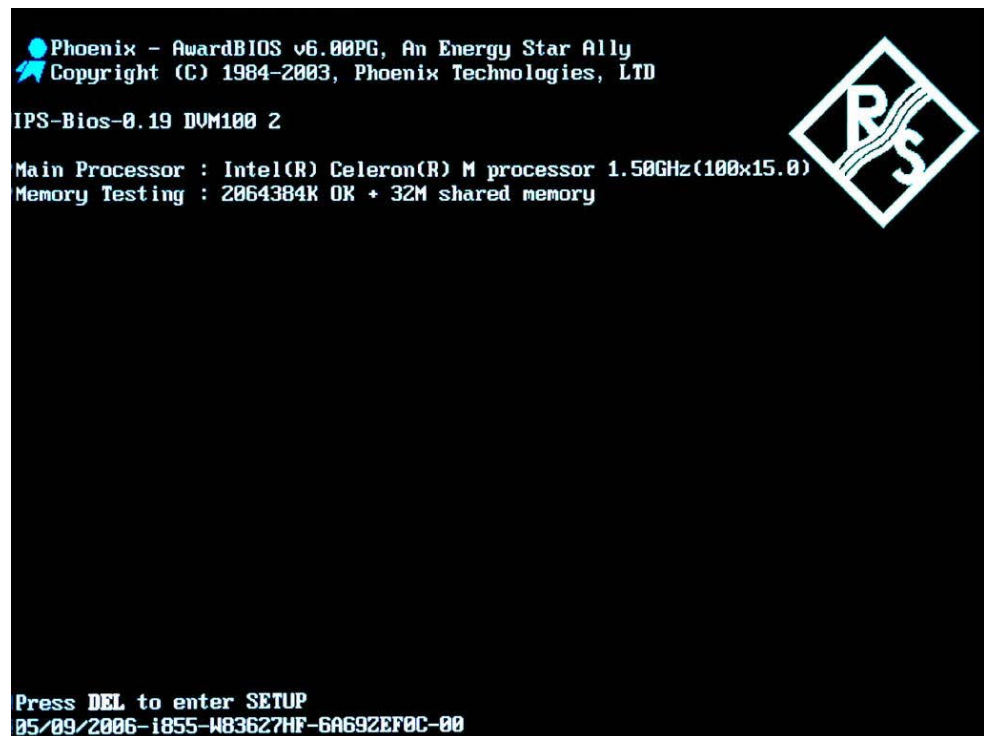 Phoenix - AwardBIOS v6.00PG, An Energy Star Ally
Copyright (C) 1984-2003, Phoenix Technologies, LTD
IPS-Bios-0.19 DVM100 2
Main Processor : Intel(R) Celeron(R) M processor 1.50GHz(100x15.0)
Memory Testing : 2064384K OK + 32M shared memory
R S
Press DEL to enter SETUP
05/09/2006-i855-W83627HF-6A69ZEF0C-00